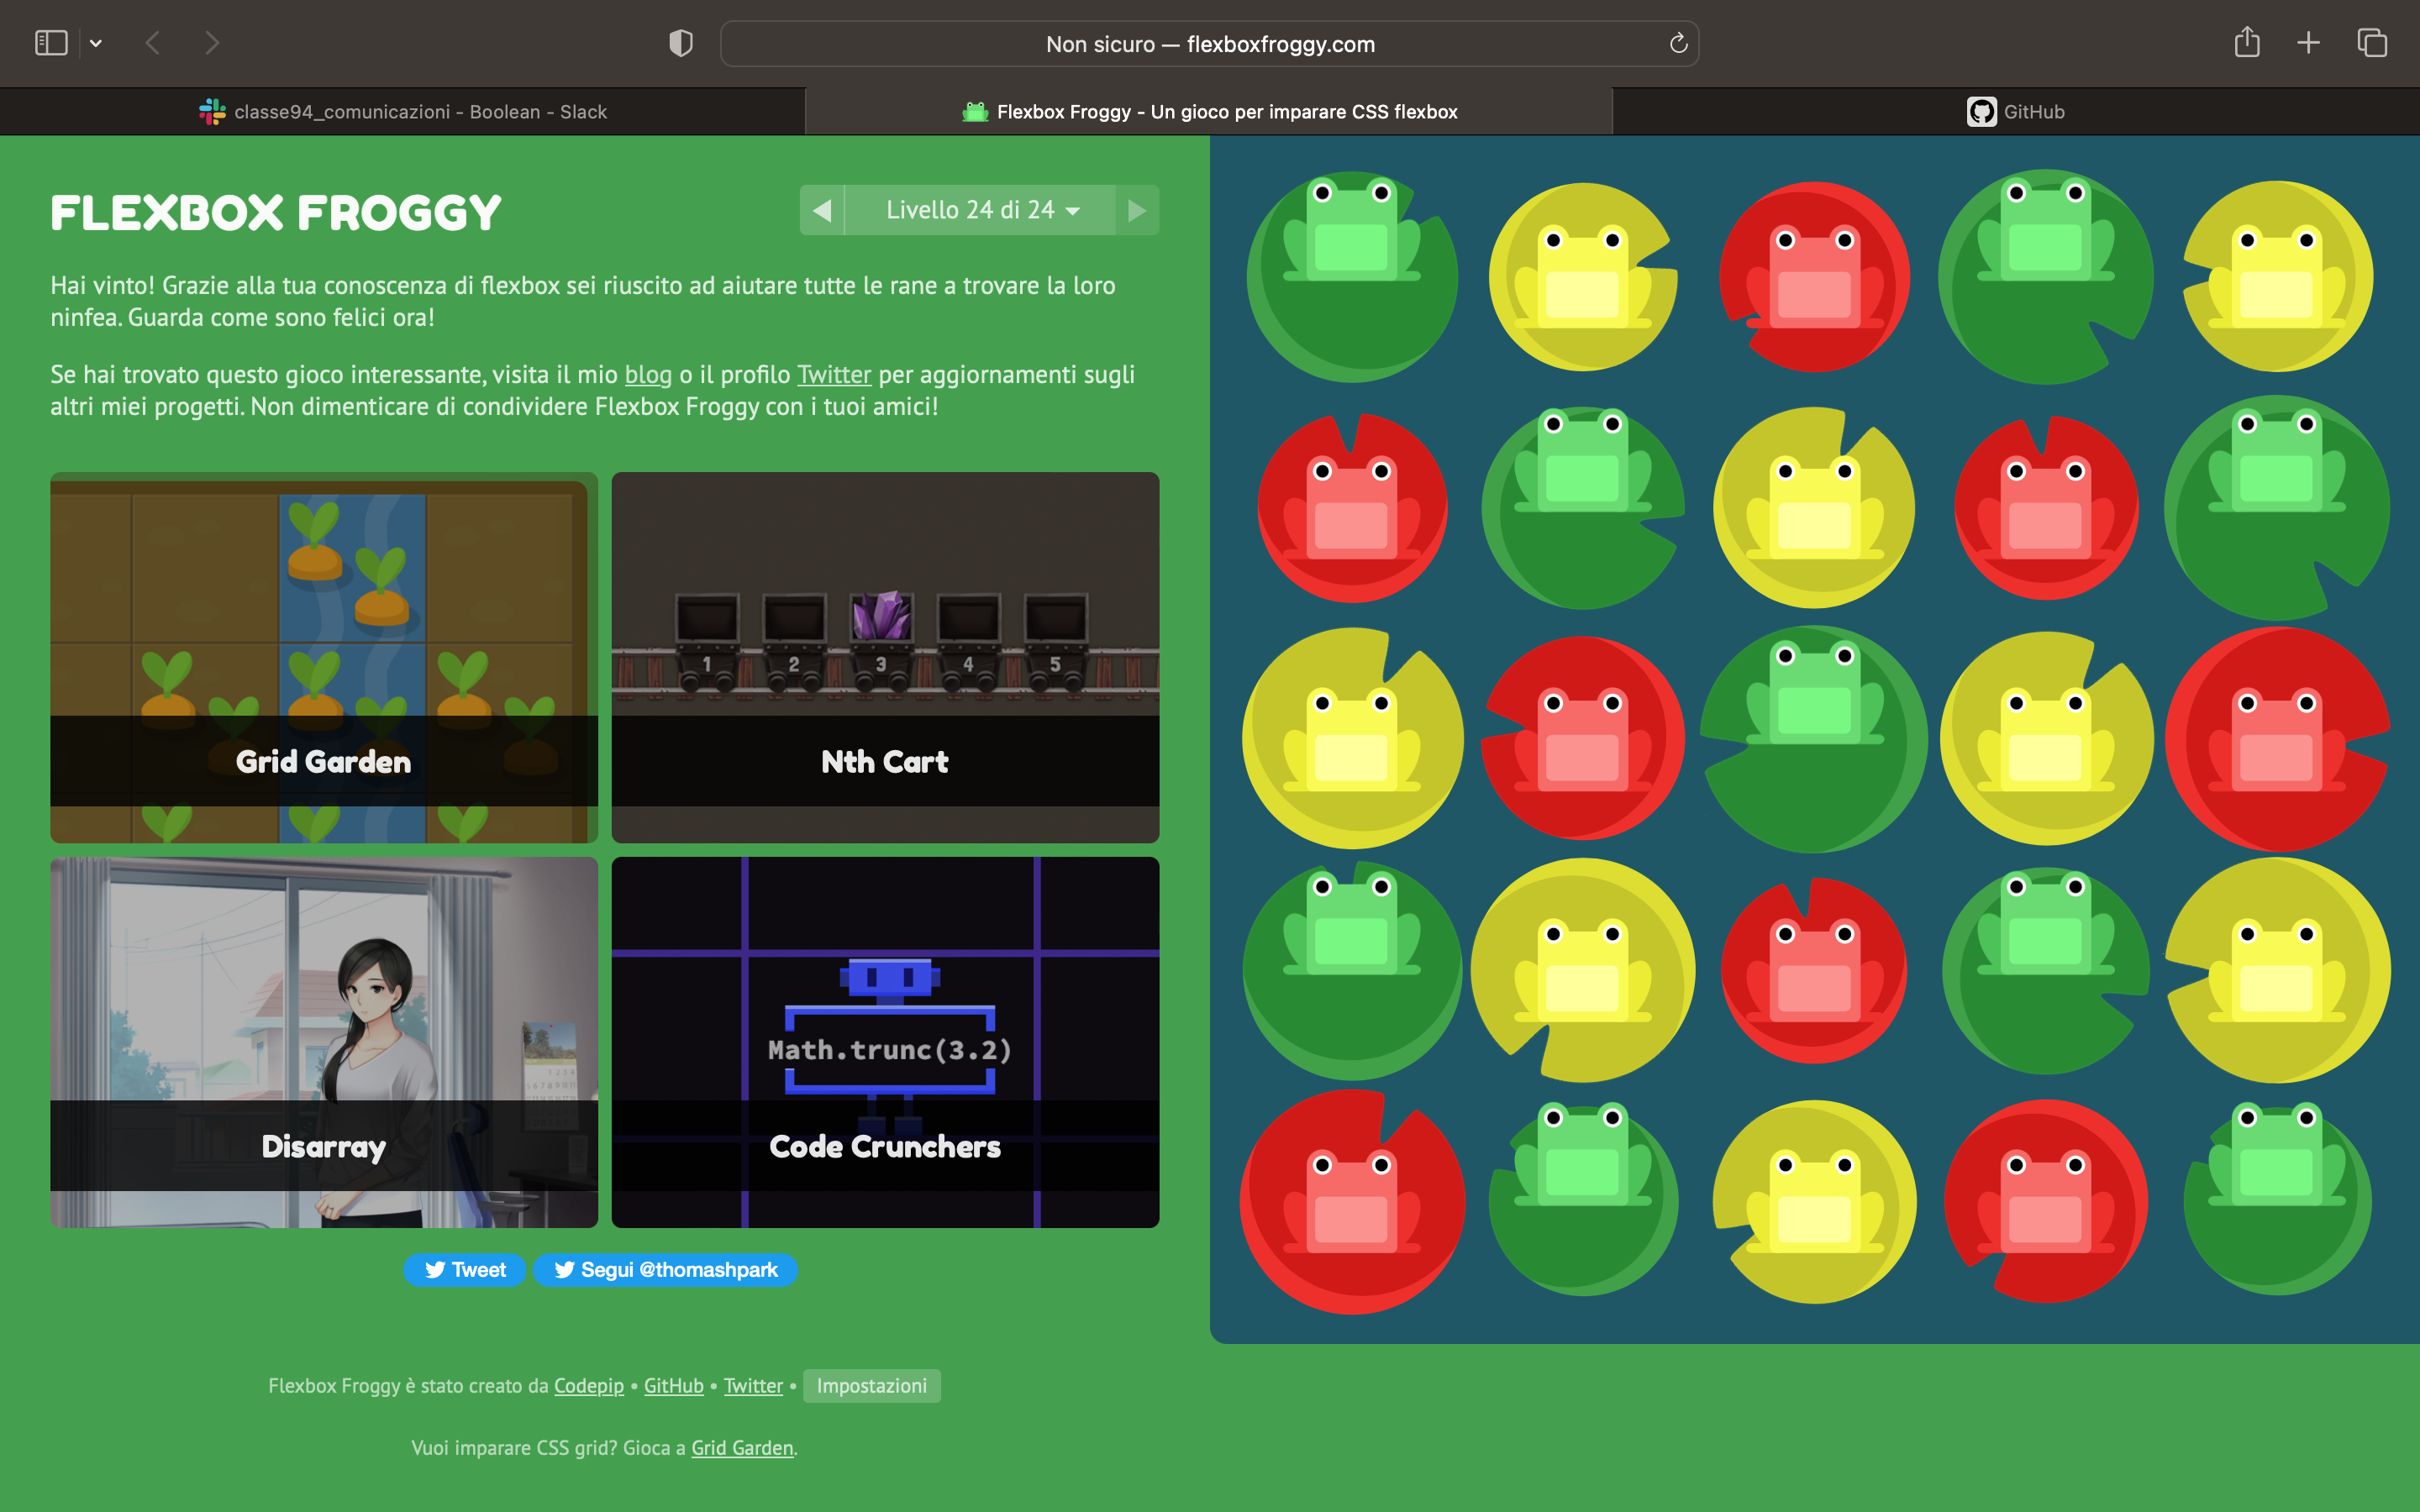 Non sicuro — flexboxfroggy.com
classe94_comunicazioni - Boolean - Slack
Flexbox Froggy - Un gioco per imparare CSS flexbox
GitHub
FLEXBOX FROGGY
Livello 24 di 24
Hai vinto! Grazie alla tua conoscenza di flexbox sei riuscito ad aiutare tutte le rane a trovare la loro
ninfea. Guarda come sono felici ora!
Se hai trovato questo gioco interessante, visita il mio blog o il profilo Twitter per aggiornamenti sugli
altri miei progetti. Non dimenticare di condividere Flexbox Froggy con i tuoi amici!
1 2 3 4 5
Grid Garden
Nth Cart
Math.trunc(3.2)
Disarray
Code Crunchers
Tweet
Segui @thomashpark
Flexbox Froggy è stato creato da Codepip • GitHub • Twitter • Impostazioni
Vuoi imparare CSS grid? Gioca a Grid Garden.